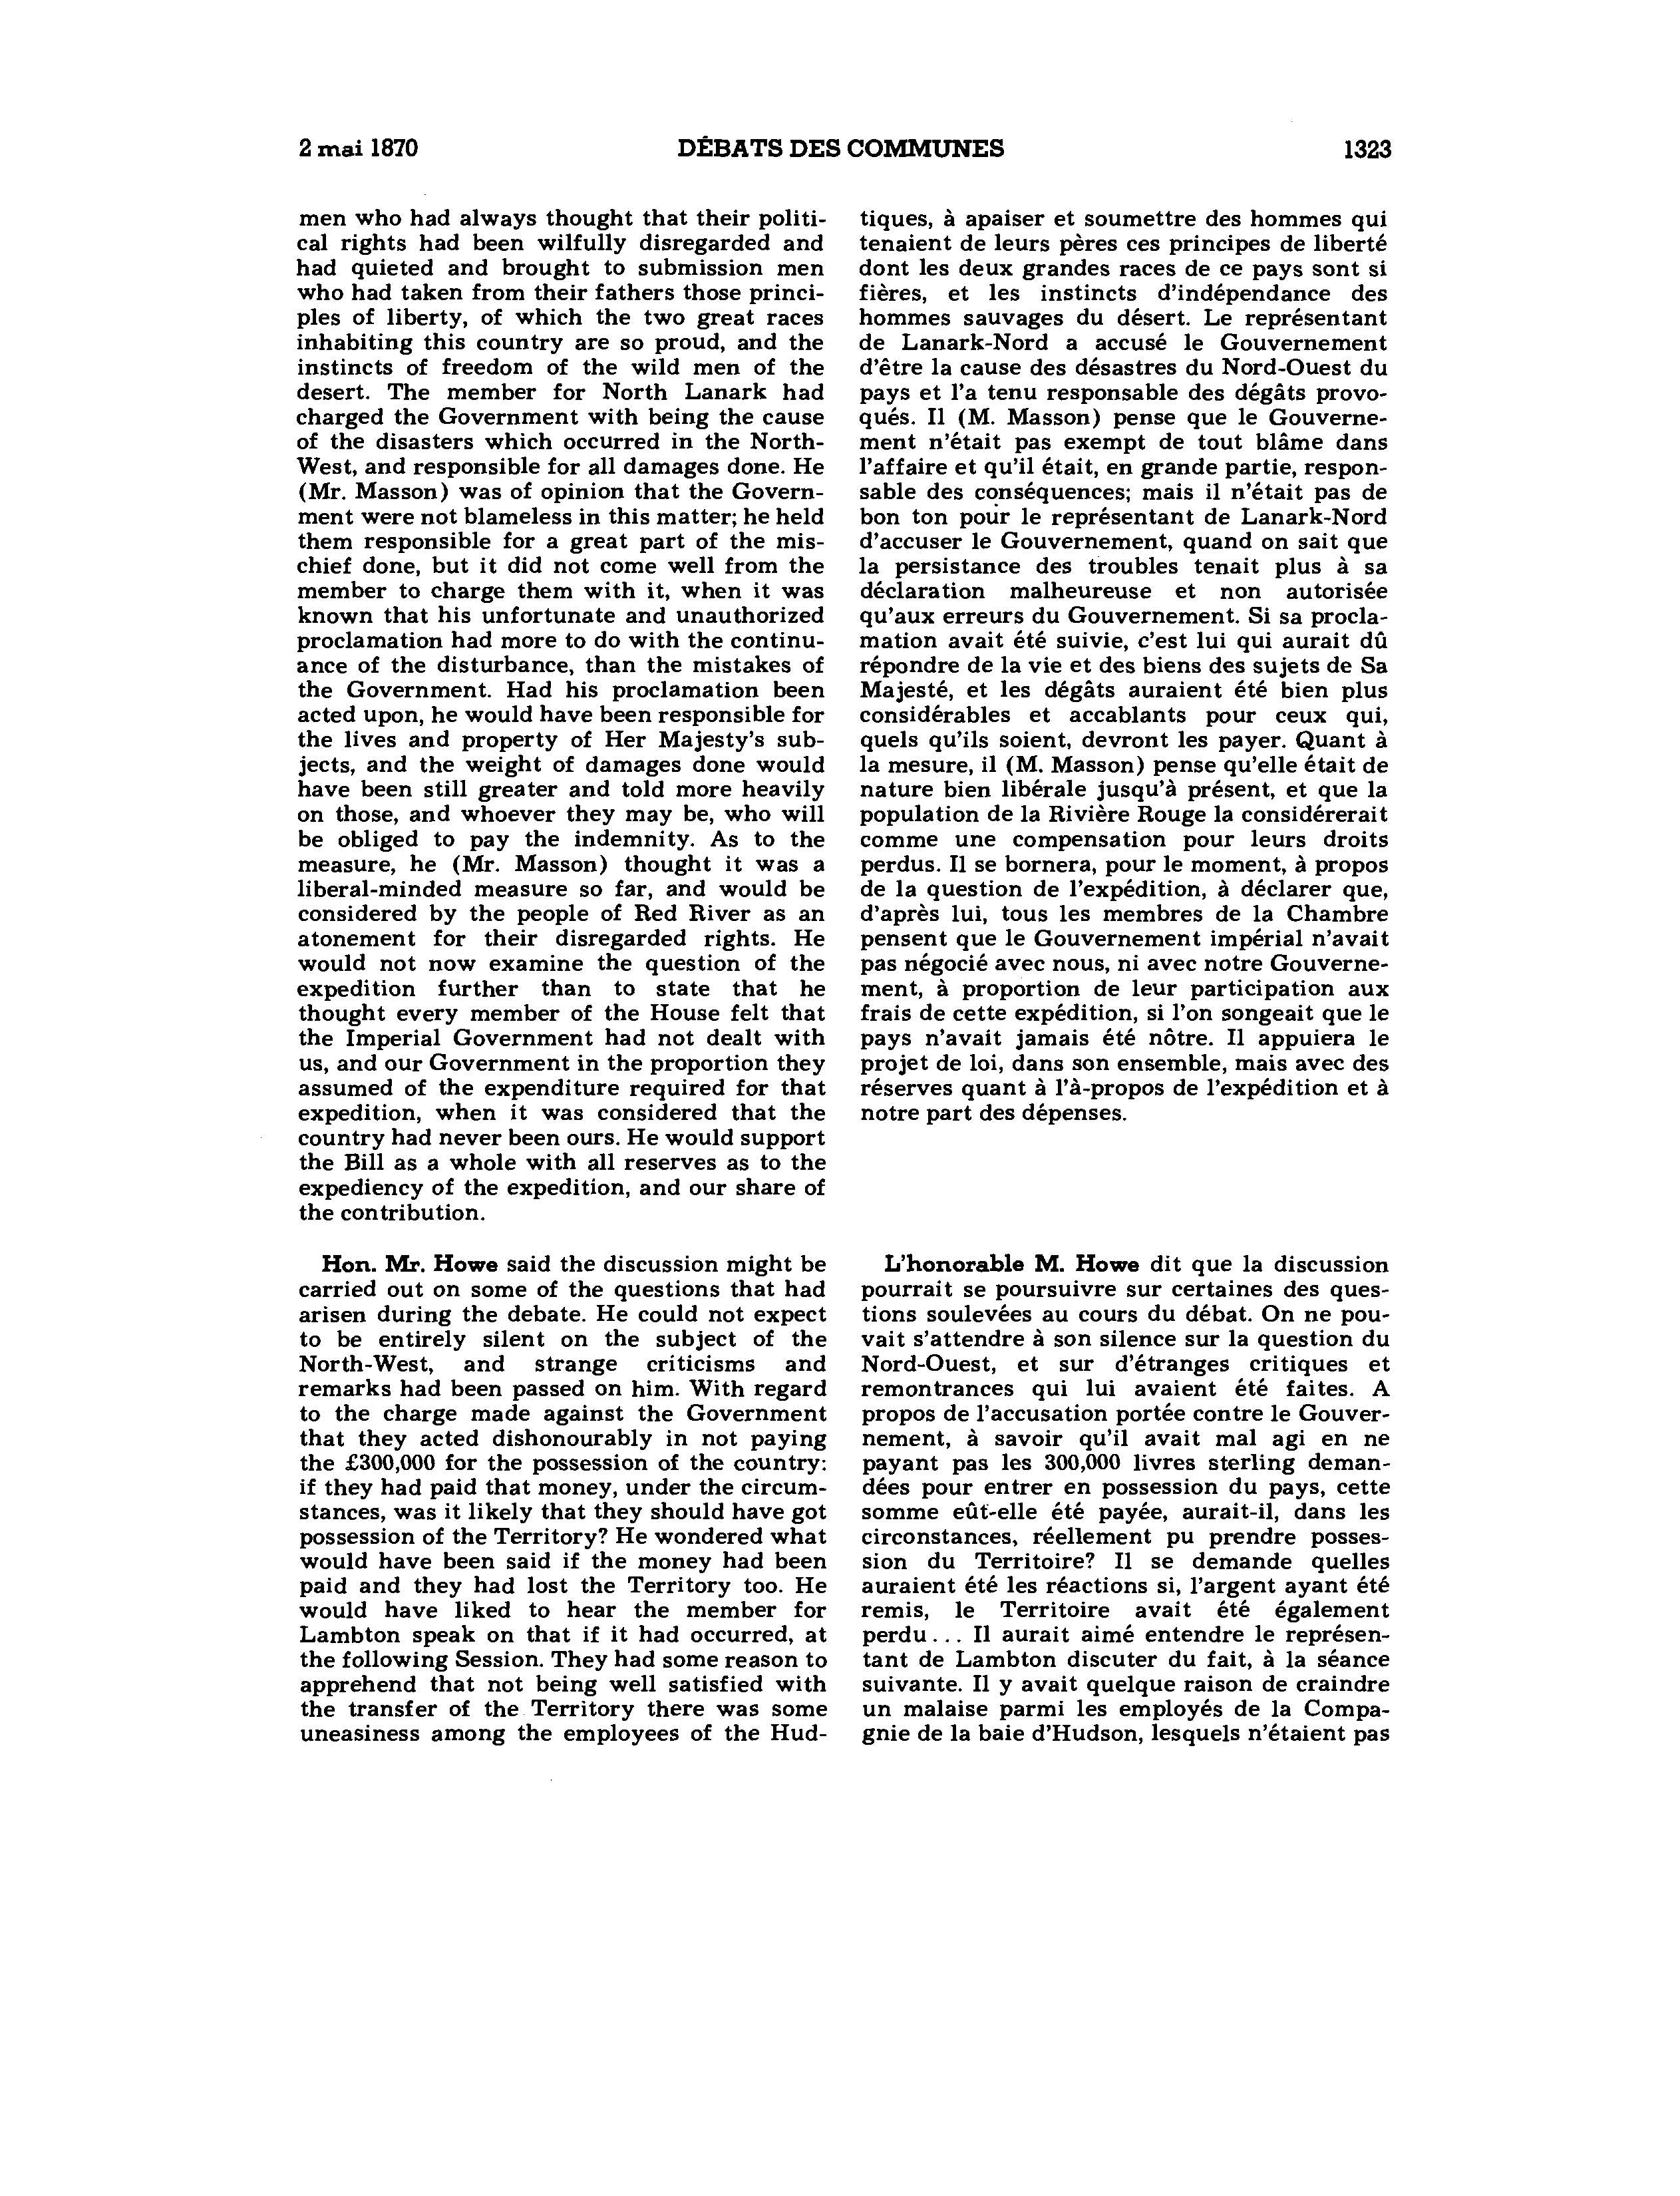 2 mai 1870
DÉBATS DES COMMUNES
1323
men who had always thought that their politi-
cal rights had been wilfully disregarded and
had quieted and brought to submission men
who had taken from their fathers those princi-
ples of liberty, of which the two great races
inhabiting this country are so proud, and the
instincts of freedom of the wild men of the
desert. The member for North Lanark had
charged the Government with being the cause
of the disasters which occurred in the North-
West, and responsible for all damages done. He
(Mr. Masson) was of opinion that the Govern-
ment were not blameless in this matter; he held
them responsible for a great part of the mis-
chief done, but it did not come well from the
member to charge them with it, when it was
known that his unfortunate and unauthorized
proclamation had more to do with the continu-
ance of the disturbance, than the mistakes of
the Government. Had his proclamation been
acted upon, he would have been responsible for
the lives and property of Her Majesty's sub-
jects, and the weight of damages done would
have been still greater and told more heavily
on those, and whoever they may be, who will
be obliged to pay the indemnity. As to the
measure, he (Mr. Masson) thought it was a
liberal-minded measure so far, and would be
considered by the people of Red River as an
atonement for their disregarded rights. He
would not now examine the question of the
expedition further than to state that he
thought every member of the House felt that
the Imperial Government had not dealt with
us, and our Government in the proportion they
assumed of the expenditure required for that
expedition, when it was considered that the
country had never been ours. He would support
the Bill as a whole with all reserves as to the
expediency of the expedition, and our share of
the contribution.
Hon. Mr. Howe said the discussion might be
carried out on some of the questions that had
arisen during the debate. He could not expect
to be entirely silent on the subject of the
North-West, and strange criticisms and
remarks had been passed on him. With regard
to the charge made against the Government
that they acted dishonourably in not paying
the £300,000 for the possession of the country:
if they had paid that money, under the circum-
stances, was it likely that they should have got
possession of the Territory? He wondered what
would have been said if the money had been
paid and they had lost the Territory too. He
would have liked to hear the member for
Lambton speak on that if it had occurred, at
the following Session. They had some reason to
apprehend that not being well satisfied with
the transfer of the Territory there was some
uneasiness among the employees of the Hud-
tiques, à apaiser et soumettre des hommes qui
tenaient de leurs pères ces principes de liberté
dont les deux grandes races de ce pays sont si
fières, et les instincts d'indépendance des
hommes sauvages du désert. Le représentant
de Lanark-Nord a accusé le Gouvernement
d'être la cause des désastres du Nord-Ouest du
pays et l'a tenu responsable des dégâts provo-
qués. Il (M. Masson) pense que le Gouverne-
ment n'était pas exempt de tout blâme dans
l'affaire et qu'il était, en grande partie, respon-
sable des conséquences; mais il n'était pas de
bon ton pour le représentant de Lanark-Nord
d'accuser le Gouvernement, quand on sait que
la persistance des troubles tenait plus à sa
déclaration malheureuse et non autorisée
qu'aux erreurs du Gouvernement. Si sa procla-
mation avait été suivie, c'est lui qui aurait dû
répondre de la vie et des biens des sujets de Sa
Majesté, et les dégâts auraient été bien plus
considérables et accablants pour ceux qui,
quels qu'ils soient, devront les payer. Quant à
la mesure, il (M. Masson) pense qu'elle était de
nature bien libérale jusqu'à présent, et que la
population de la Rivière Rouge la considérerait
comme une compensation pour leurs droits
perdus. Il se bornera, pour le moment, à propos
de la question de l'expédition, à déclarer que,
d'après lui, tous les membres de la Chambre
pensent que le Gouvernement impérial n'avait
pas négocié avec nous, ni avec notre Gouverne-
ment, à proportion de leur participation aux
frais de cette expédition, si l'on songeait que le
pays n'avait jamais été nôtre. Il appuiera le
projet de loi, dans son ensemble, mais avec des
réserves quant à l'à-propos de l'expédition et à
notre part des dépenses.
L'honorable M. Howe dit que la discussion
pourrait se poursuivre sur certaines des ques-
tions soulevées au cours du débat. On ne pou-
vait s'attendre à son silence sur la question du
Nord-Ouest, et sur d'étranges critiques et
remontrances qui lui avaient été faites. A
propos de l'accusation portée contre le Gouver-
nement, à savoir qu'il avait mal agi en ne
payant pas les 300,000 livres sterling deman-
dées pour entrer en possession du pays, cette
somme eût-elle été payée, aurait-il, dans les
circonstances, réellement pu prendre posses-
sion du Territoire? Il se demande quelles
auraient été les réactions si, l'argent ayant été
remis, le Territoire avait été également
perdu... Il aurait aimé entendre le représen-
tant de Lambton discuter du fait, à la séance
suivante. Il y avait quelque raison de craindre
un malaise parmi les employés de la Compa-
gnie de la baie d'Hudson, lesquels n'étaient pas